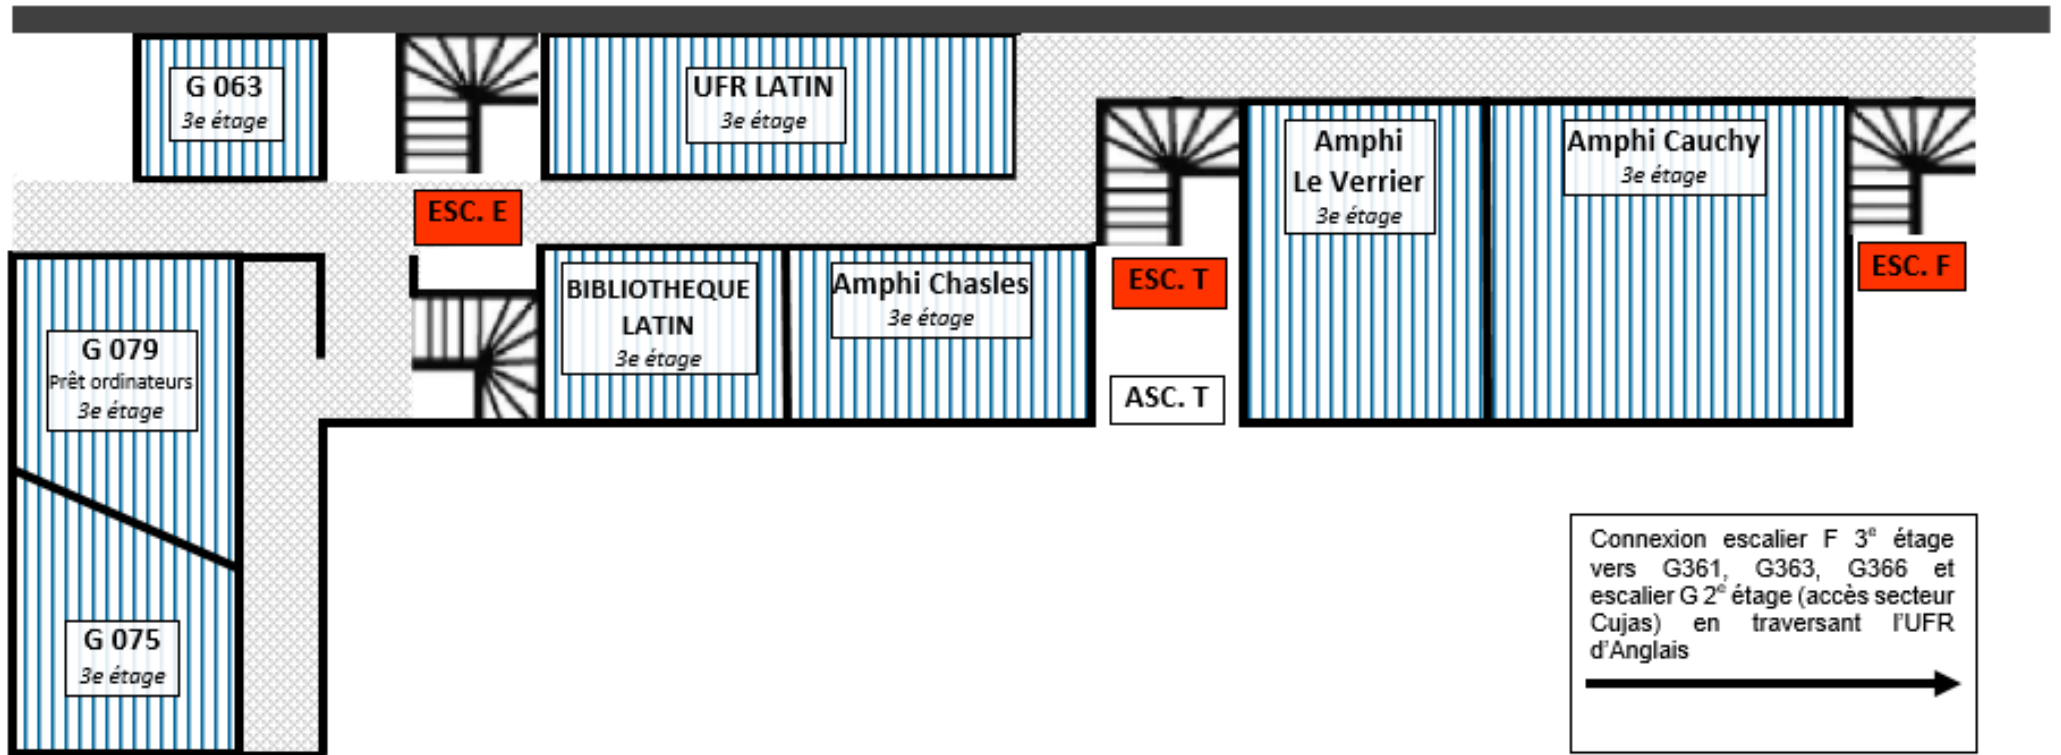 G 063
3e étage
UFR LATIN
3e étage
Amphi
Le Verrier
3e étage
Amphi Cauchy
3e étage
ESC. E
ESC. T
ESC. F
BIBLIOTHEQUE
LATIN
3e étage
Amphi Chasles
3e étage
G 079
Prêt ordinateurs
3e étage
ASC. T
G 075
3e étage
Connexion escalier F 3e étage
vers G361, G363, G366 et
escalier G 2e étage (accès secteur
Cujas) en traversant l'UFR
d'Anglais